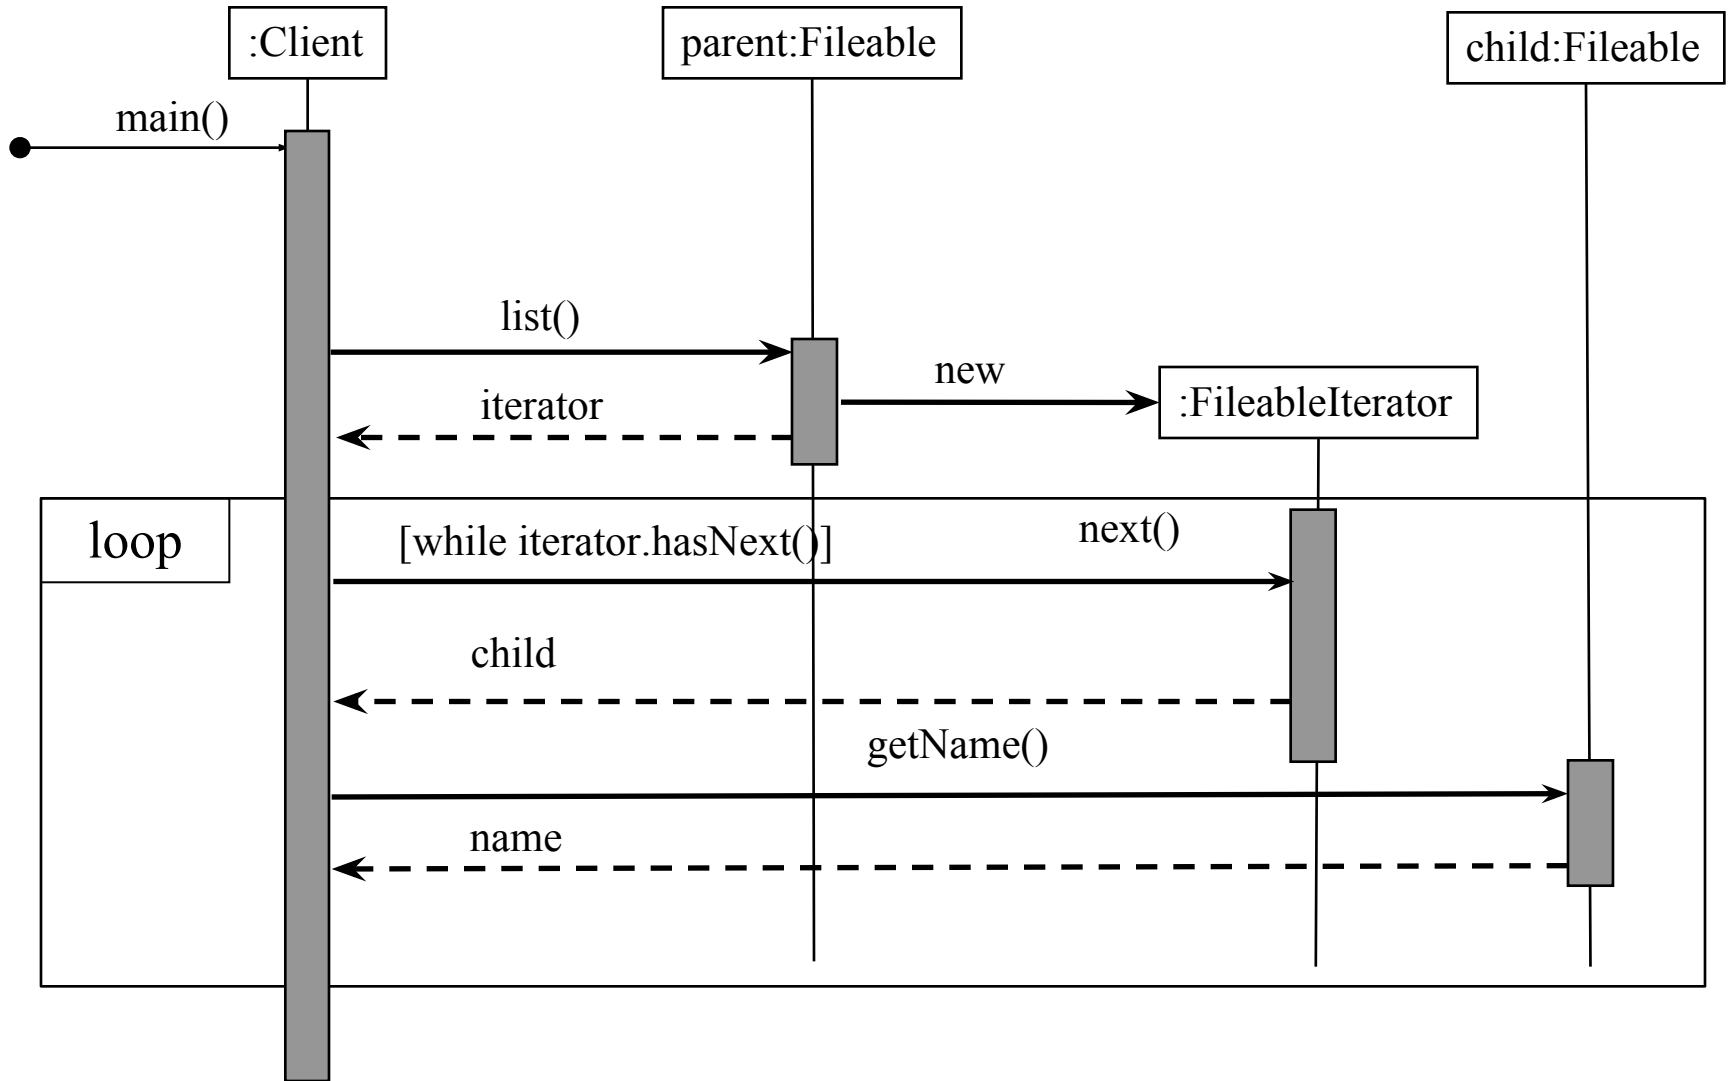 :Client
parent:Fileable
child:Fileable
main()
list()
new
:FileableIterator
iterator
loop
[while iterator.hasNext()]
next()
child
getName()
name